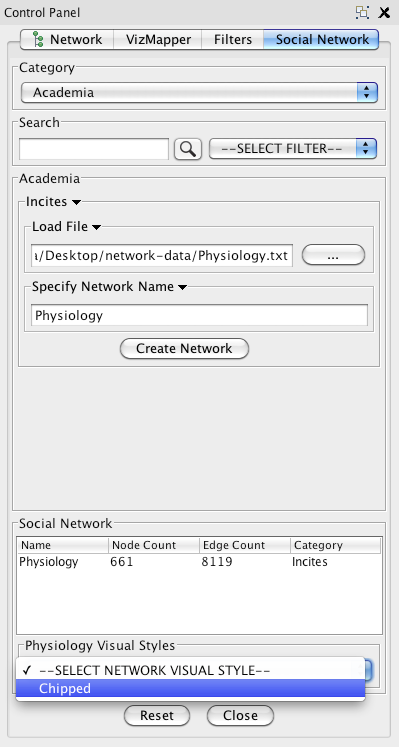 Control Panel
Network VizMapper Filters Social Network
Category
Academia
Search
--SELECT FILTER--
Academia
Incites
Load File
a/Desktop/network-data/Physiology.txt ...
Specify Network Name
Physiology
Create Network
Social Network
Name Node Count Edge Count Category
Physiology 661 8119 Incites
Physiology Visual Styles
✓ --SELECT NETWORK VISUAL STYLE--
Chipped
Reset Close